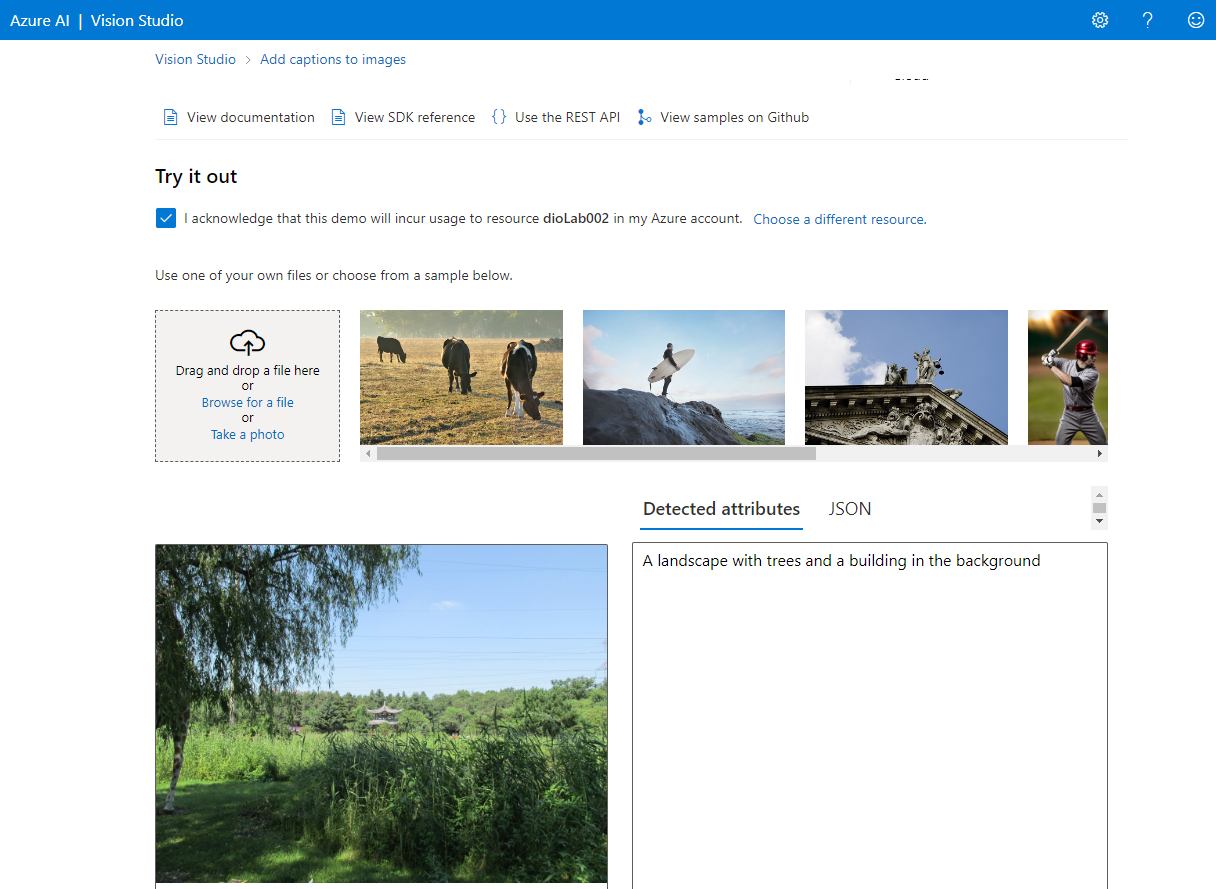 Azure AI | Vision Studio
Vision Studio > Add captions to images
View documentation View SDK reference {} Use the REST API View samples on Github
Try it out
I acknowledge that this demo will incur usage to resource dioLab002 in my Azure account. Choose a different resource.
Use one of your own files or choose from a sample below.
Drag and drop a file here
or
Browse for a file
or
Take a photo
Detected attributes JSON
A landscape with trees and a building in the background